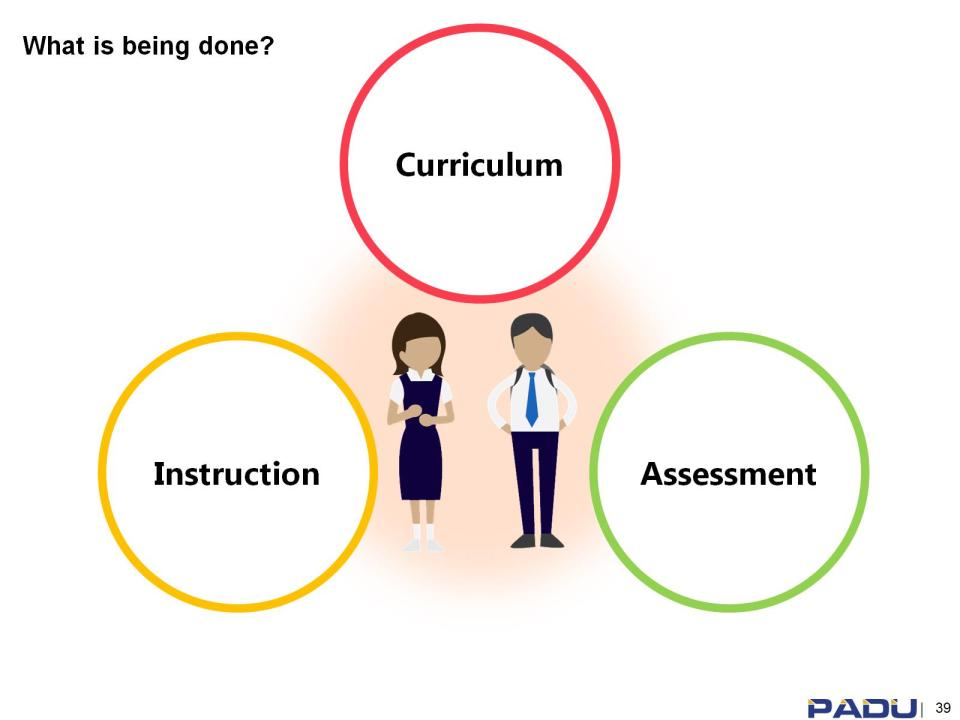 What is being done?
Curriculum
Instruction
Assessment
PADU | 39